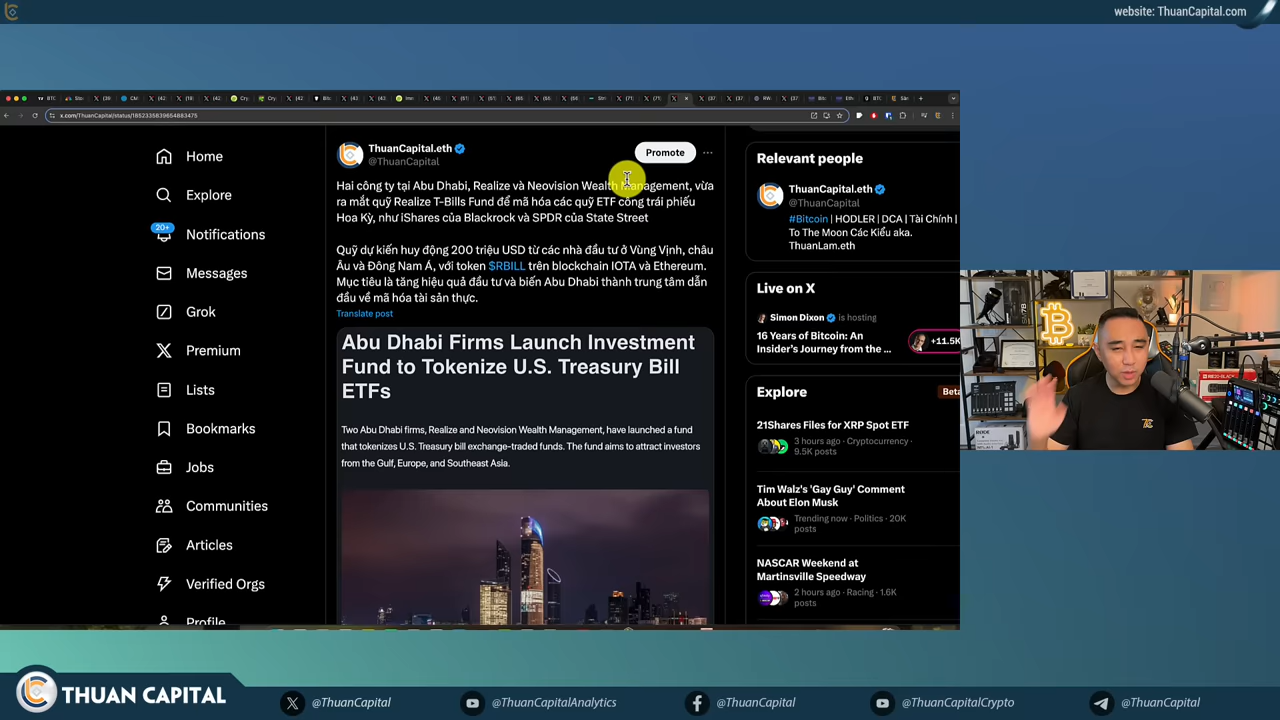 website: ThuanCapital.com
x.com/ThuanCapital/status/1852335839654883475
Home
Explore
20+
Notifications
Messages
Grok
Premium
Lists
Bookmarks
Jobs
Communities
Articles
Verified Orgs
Profile
ThuanCapital.eth
@ThuanCapital
Promote
Hai công ty tại Abu Dhabi, Realize và Neovision Wealth Management, vừa
ra mắt quỹ Realize T-Bills Fund để mã hóa các quỹ ETF công trái phiếu
Hoa Kỳ, như iShares của Blackrock và SPDR của State Street
Quỹ dự kiến huy động 200 triệu USD từ các nhà đầu tư ở Vùng Vịnh, châu
Âu và Đông Nam Á, với token $RBILL trên blockchain IOTA và Ethereum.
Mục tiêu là tăng hiệu quả đầu tư và biến Abu Dhabi thành trung tâm dẫn
đầu về mã hóa tài sản thực.
Translate post
Abu Dhabi Firms Launch Investment
Fund to Tokenize U.S. Treasury Bill
ETFs
Two Abu Dhabi firms, Realize and Neovision Wealth Management, have launched a fund
that tokenizes U.S. Treasury bill exchange-traded funds. The fund aims to attract investors
from the Gulf, Europe, and Southeast Asia.
Relevant people
ThuanCapital.eth
@ThuanCapital
#Bitcoin | HODLER | DCA | Tài Chính |
To The Moon Các Kiểu aka.
ThuanLam.eth
Live on X
Simon Dixon is hosting
16 Years of Bitcoin: An
Insider's Journey from the ...
+11.5K
Explore
Beta
21Shares Files for XRP Spot ETF
3 hours ago · Cryptocurrency ·
9.5K posts
Tim Walz's 'Gay Guy' Comment
About Elon Musk
Trending now · Politics · 20K
posts
NASCAR Weekend at
Martinsville Speedway
2 hours ago · Racing · 1.6K
posts
THUAN CAPITAL
@ThuanCapital
@ThuanCapitalAnalytics
@ThuanCapital
@ThuanCapitalCrypto
@ThuanCapital